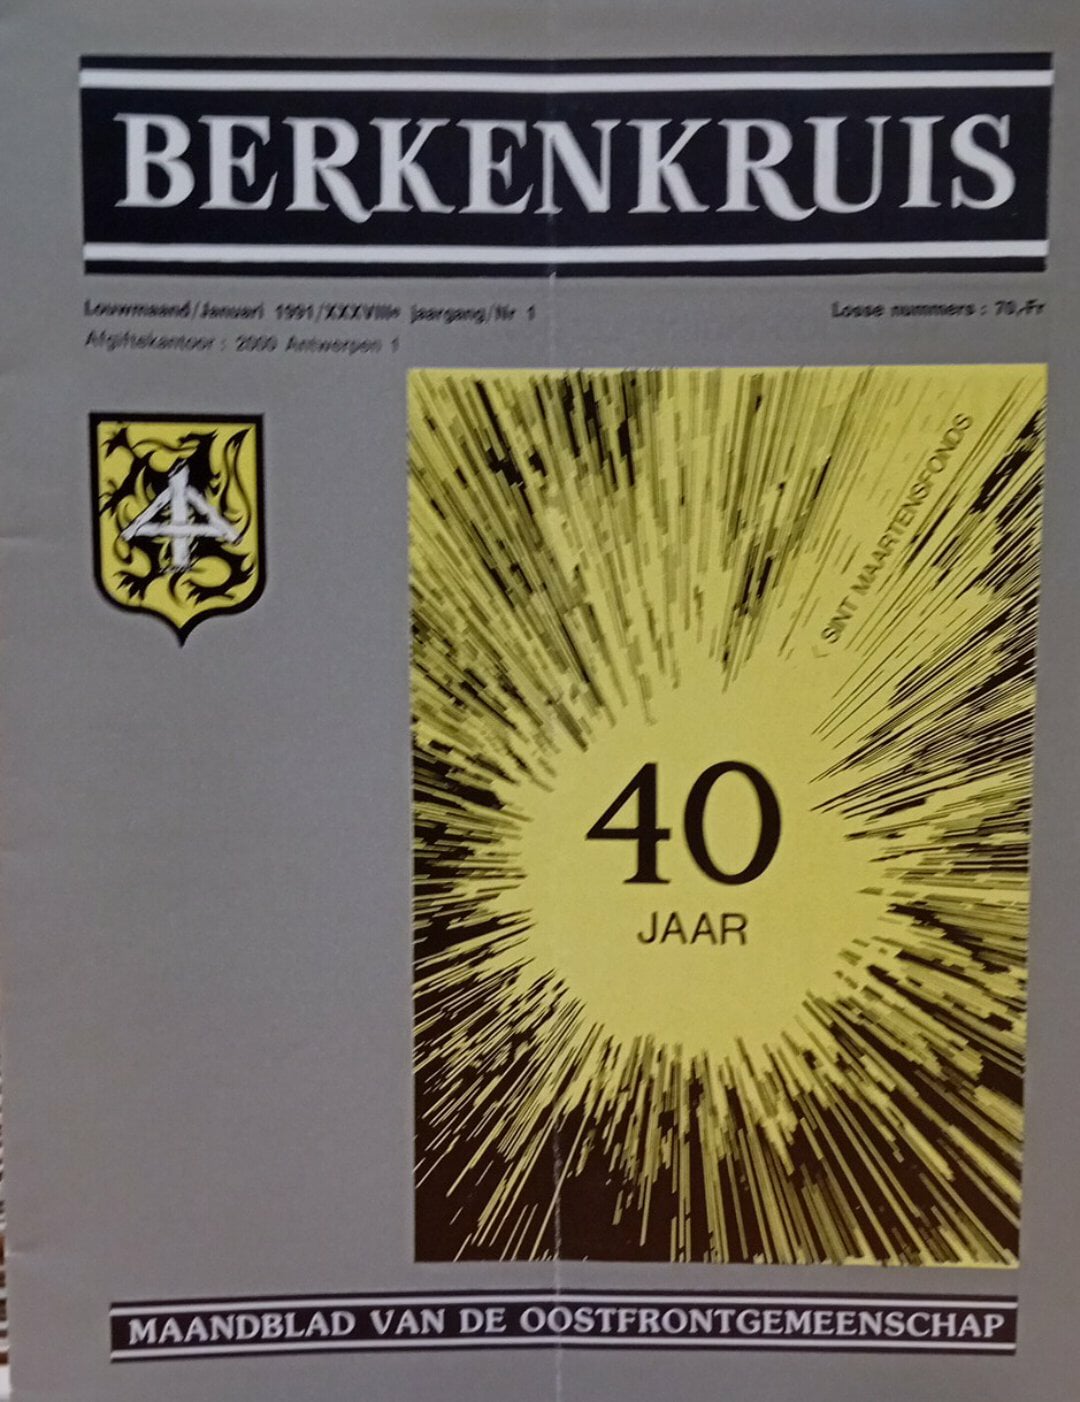 BERKENKRUIS
Louwmaand/Januari 1991/XXXVIIIe jaargang/Nr 1
Losse nummers : 70,-Fr
Afgiftekantoor : 2000 Antwerpen 1
SINT MAARTENSFONDS
40
JAAR
MAANDBLAD VAN DE OOSTFRONTGEMEENSCHAP